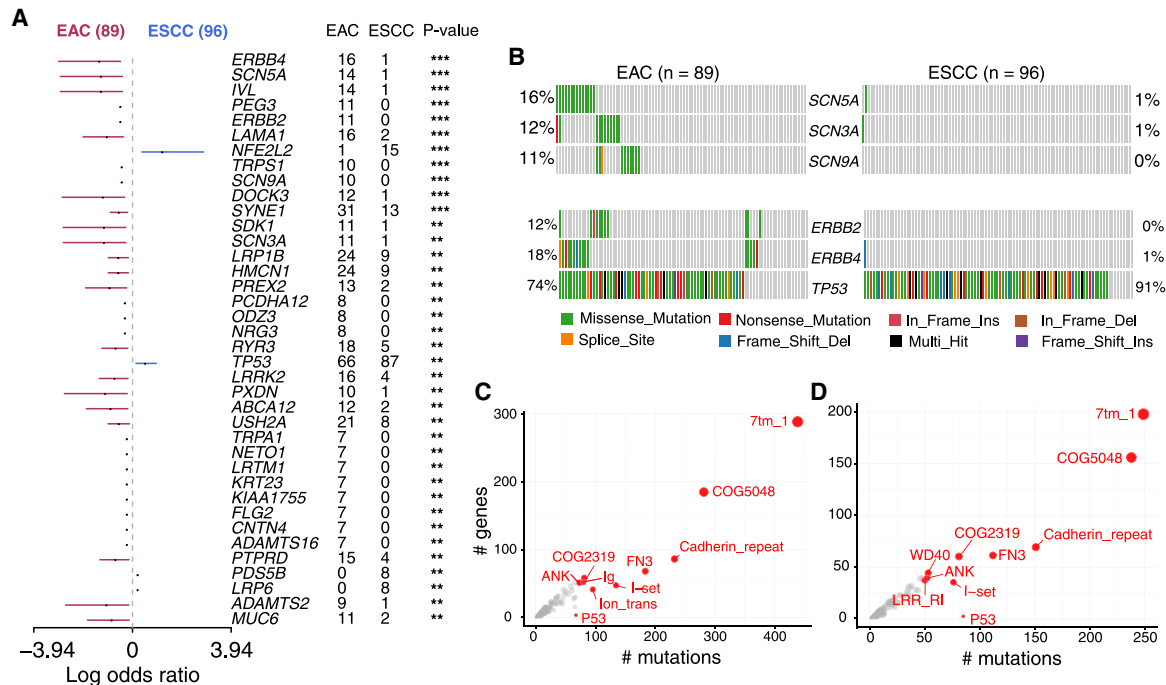 A
EAC (89) ESCC (96) EAC ESCC P-value
ERBB4 16 1 ***
SCN5A 14 1 ***
IVL 14 1 ***
PEG3 11 0 ***
ERBB2 11 0 ***
LAMA1 16 2 ***
NFE2L2 1 15 ***
TRPS1 10 0 ***
SCN9A 10 0 ***
DOCK3 12 1 ***
SYNE1 31 13 ***
SDK1 11 1 **
SCN3A 11 1 **
LRP1B 24 9 **
HMCN1 24 9 **
PREX2 13 2 **
PCDHA12 8 0 **
ODZ3 8 0 **
NRG3 8 0 **
RYR3 18 5 **
TP53 66 87 **
LRRK2 16 4 **
PXDN 10 1 **
ABCA12 12 2 **
USH2A 21 8 **
TRPA1 7 0 **
NETO1 7 0 **
LRTM1 7 0 **
KRT23 7 0 **
KIAA1755 7 0 **
FLG2 7 0 **
CNTN4 7 0 **
ADAMTS16 7 0 **
PTPRD 15 4 **
PDS5B 0 8 **
LRP6 0 8 **
ADAMTS2 9 1 **
MUC6 11 2 **
−3.94 0 3.94
Log odds ratio
B
EAC (n = 89) ESCC (n = 96)
16% SCN5A 1%
12% SCN3A 1%
11% SCN9A 0%
12% ERBB2 0%
18% ERBB4 1%
74% TP53 91%
Missense_Mutation Nonsense_Mutation In_Frame_Ins In_Frame_Del
Splice_Site Frame_Shift_Del Multi_Hit Frame_Shift_Ins
C
300
200
100
0
# genes
7tm_1
COG5048
Cadherin_repeat
FN3
COG2319
ANK
Ig
I−set
Ion_trans
P53
0 100 200 300 400
# mutations
D
200
150
100
50
0
7tm_1
COG5048
COG2319
Cadherin_repeat
WD40
FN3
ANK
I−set
LRR_RI
P53
0 50 100 150 200 250
# mutations